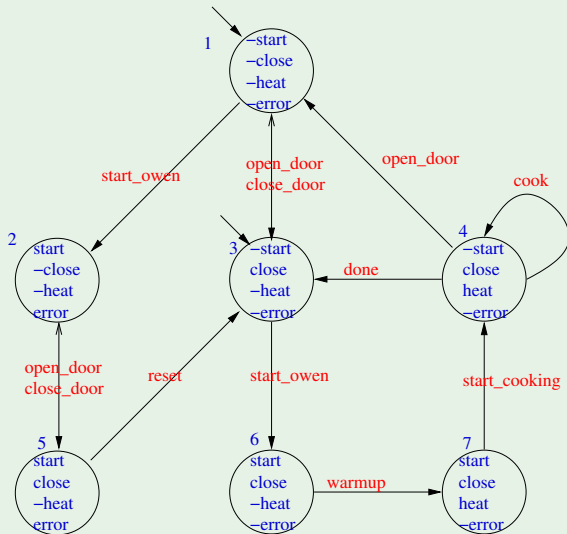 1
−start
−close
−heat
−error
start_owen
open_door
close_door
open_door
cook
2
start
−close
−heat
error
3
−start
close
−heat
−error
done
4
−start
close
heat
−error
open_door
close_door
reset
start_owen
start_cooking
5
start
close
−heat
error
6
start
close
−heat
−error
warmup
7
start
close
heat
−error